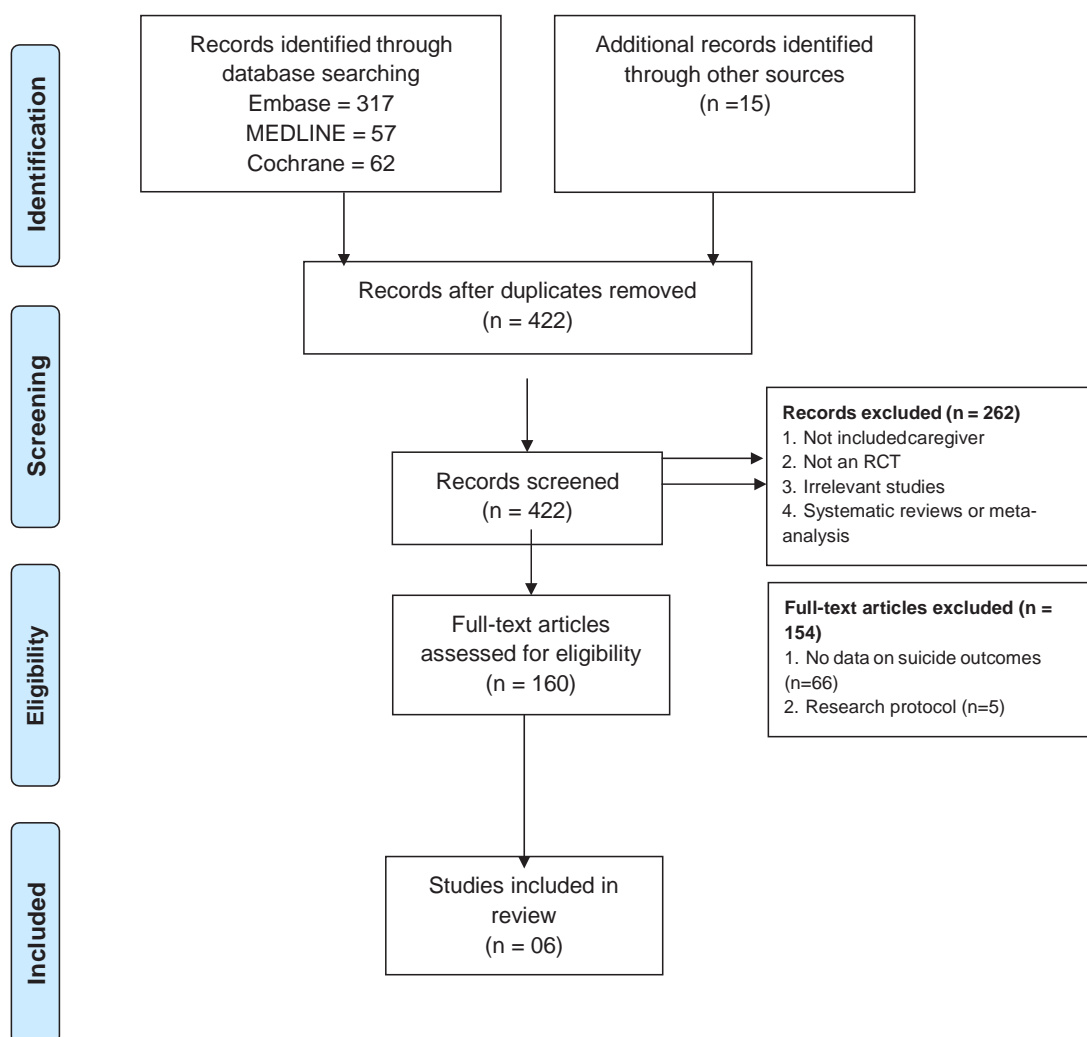 Identification
Records identified through
database searching
Embase = 317
MEDLINE = 57
Cochrane = 62
Additional records identified
through other sources
(n =15)
Records after duplicates removed
(n = 422)
Screening
Records screened
(n = 422)
Records excluded (n = 262)
1. Not includedcaregiver
2. Not an RCT
3. Irrelevant studies
4. Systematic reviews or meta-
analysis
Eligibility
Full-text articles
assessed for eligibility
(n = 160)
Full-text articles excluded (n =
154)
1. No data on suicide outcomes
(n=66)
2. Research protocol (n=5)
Included
Studies included in
review
(n = 06)